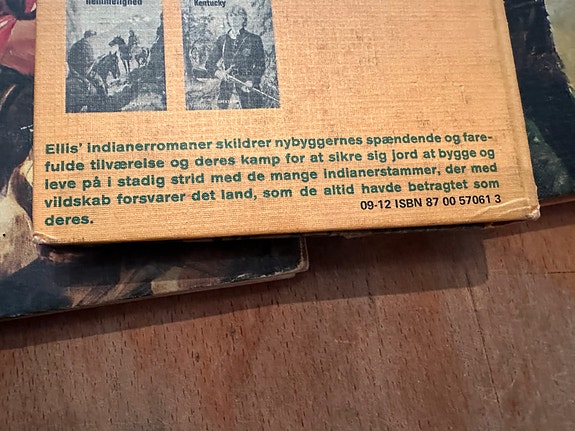 hemmelighed
Kentucky
Ellis' indianerromaner skildrer nybyggernes spændende og fare-
fulde tilværelse og deres kamp for at sikre sig jord at bygge og
leve på i stadig strid med de mange indianerstammer, der med
vildskab forsvarer det land, som de altid havde betragtet som
deres.
09-12 ISBN 87 00 57061 3